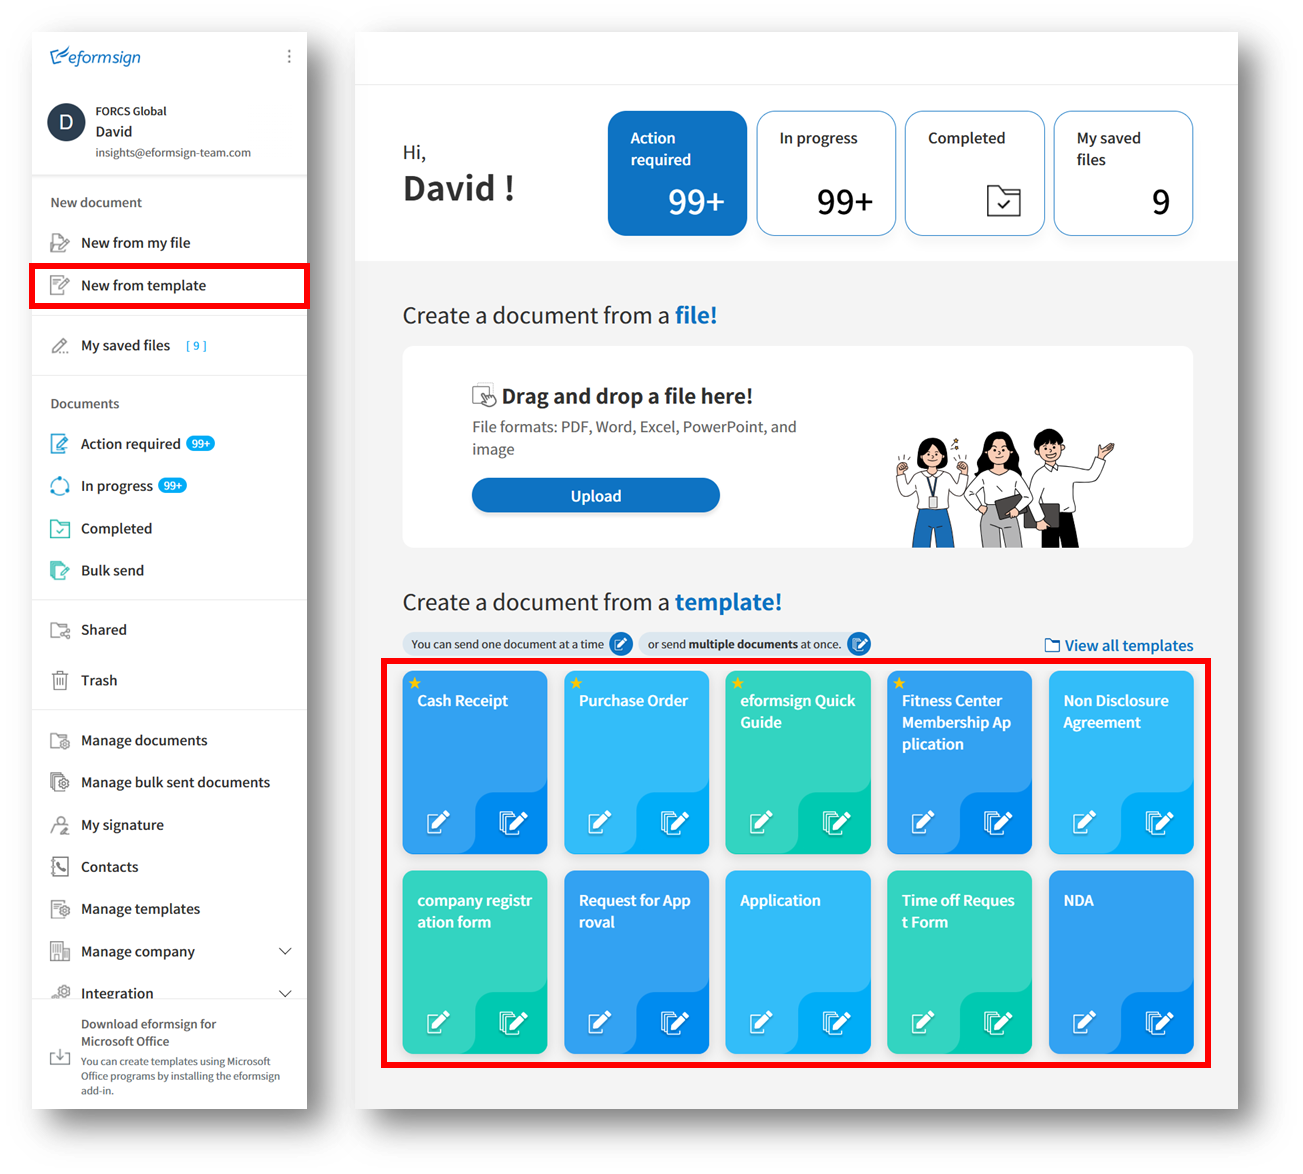 eformsign
D
FORCS Global
David
insights@eformsign-team.com
New document
New from my file
New from template
My saved files [ 9 ]
Documents
Action required 99+
In progress 99+
Completed
Bulk send
Shared
Trash
Manage documents
Manage bulk sent documents
My signature
Contacts
Manage templates
Manage company
Integration
Download eformsign for
Microsoft Office
You can create templates using Microsoft
Office programs by installing the eformsign
add-in.
Hi,
David !
Action
required
99+
In progress
99+
Completed
My saved
files
9
Create a document from a file!
Drag and drop a file here!
File formats: PDF, Word, Excel, PowerPoint, and
image
Upload
Create a document from a template!
You can send one document at a time
or send multiple documents at once.
View all templates
Cash Receipt
Purchase Order
eformsign Quick
Guide
Fitness Center
Membership Ap
plication
Non Disclosure
Agreement
company registr
ation form
Request for App
roval
Application
Time off Reques
t Form
NDA